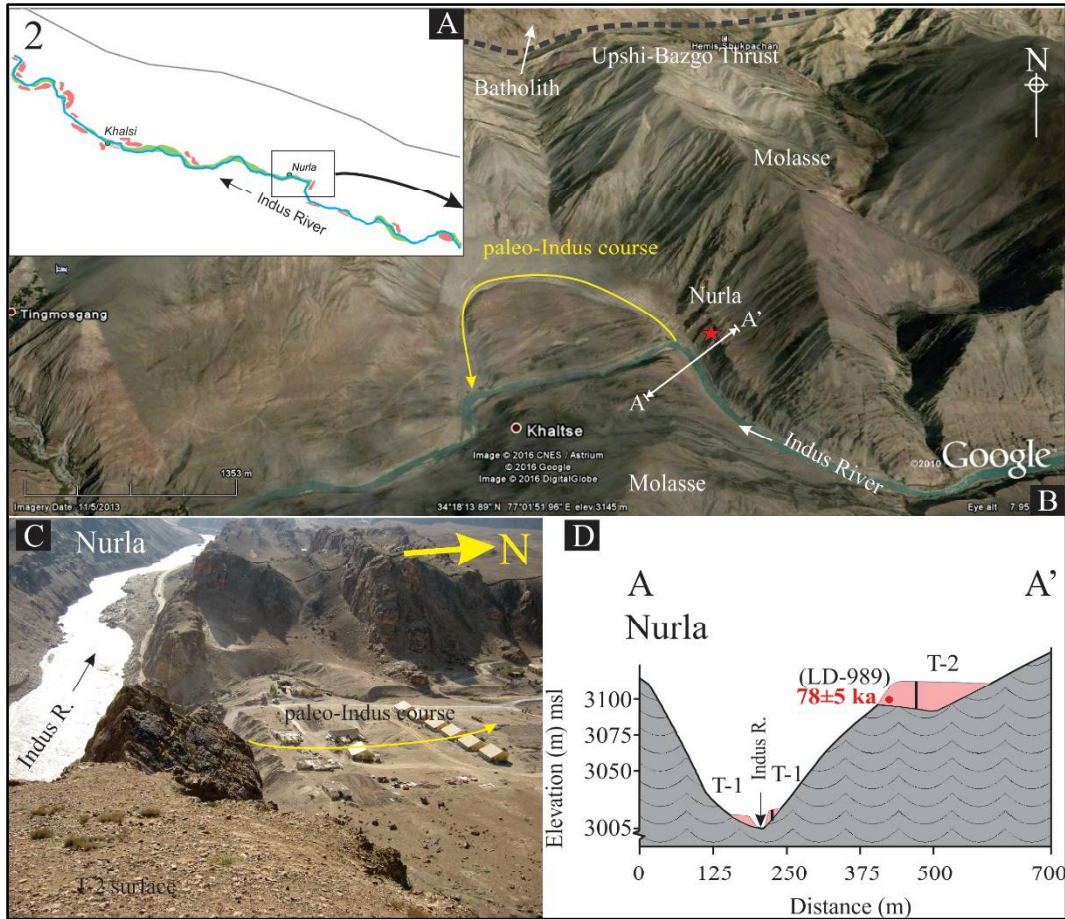 2
A
Khalsi
Nurla
Indus River
Batholith
Upshi-Bazgo Thrust
Hemis Shukpachan
N
Molasse
paleo-Indus course
Nurla
A'
A
Tingmosgang
Khaltse
Image © 2016 CNES / Astrium
© 2016 Google
Image © 2016 DigitalGlobe
Molasse
Indus River
©2010 Google
1353 m
Imagery Date 11/5/2013
34°18'13.89" N 77°01'51.96" E elev 3145 m
Eye alt 7.95
B
C
Nurla
N
Indus R.
paleo-Indus course
T-2 surface
D
A
A'
Nurla
(LD-989)
78±5 ka
T-2
T-1
Indus R.
T-1
Elevation (m) msl
3100
3075
3050
3005
0
125
250
375
500
700
Distance (m)